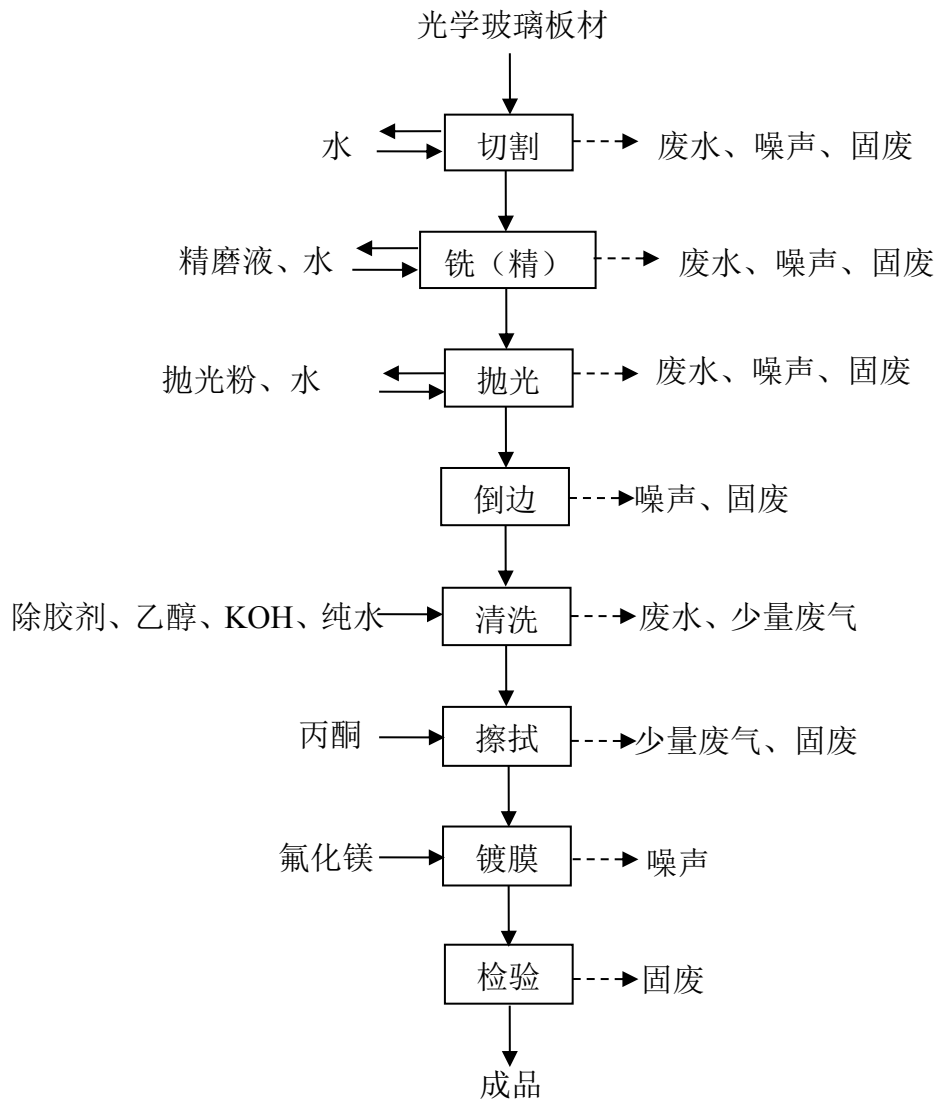 光学玻璃板材
水
切割
废水、噪声、固废
精磨液、水
铣（精）
废水、噪声、固废
抛光粉、水
抛光
废水、噪声、固废
倒边
噪声、固废
除胶剂、乙醇、KOH、纯水
清洗
废水、少量废气
丙酮
擦拭
少量废气、固废
氟化镁
镀膜
噪声
检验
固废
成品